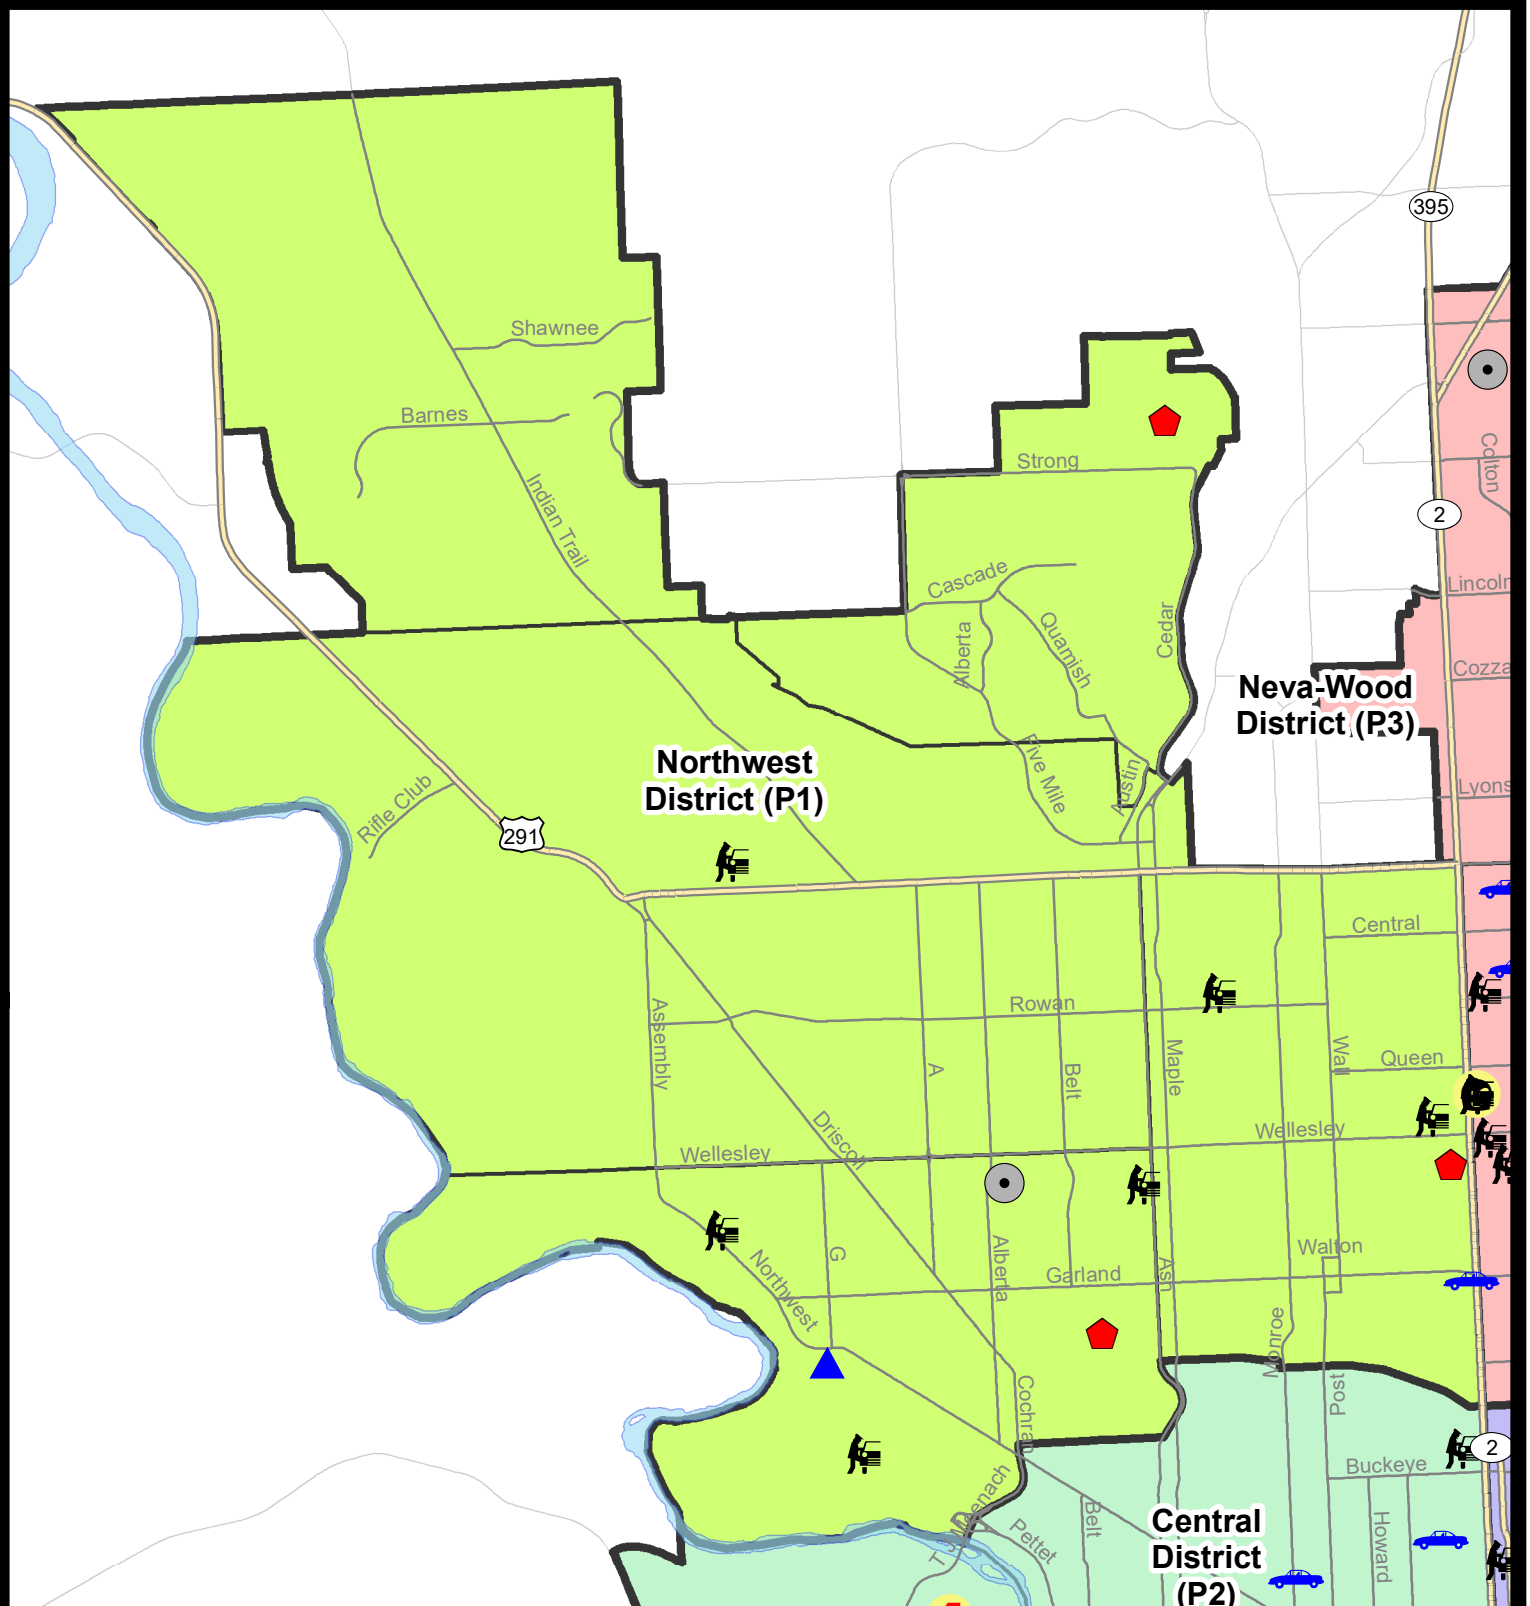 395
Shawnee
Barnes
Colton
Strong
Indian Trail
2
Cascade
Lincoln
Alberta
Quamish
Cedar
Cozza
Neva-Wood
District (P3)
Northwest
District (P1)
Five Mile
Austin
Lyons
Rifle Club
291
Central
Rowan
Assembly
A
Belt
Maple
Wall
Queen
Driscoll
Wellesley
Wellesley
Northwest
G
Alberta
Garland
Ash
Walton
Monroe
Post
Cochran
2
Buckeye
Belt
Howard
Pettet
Central
District
(P2)